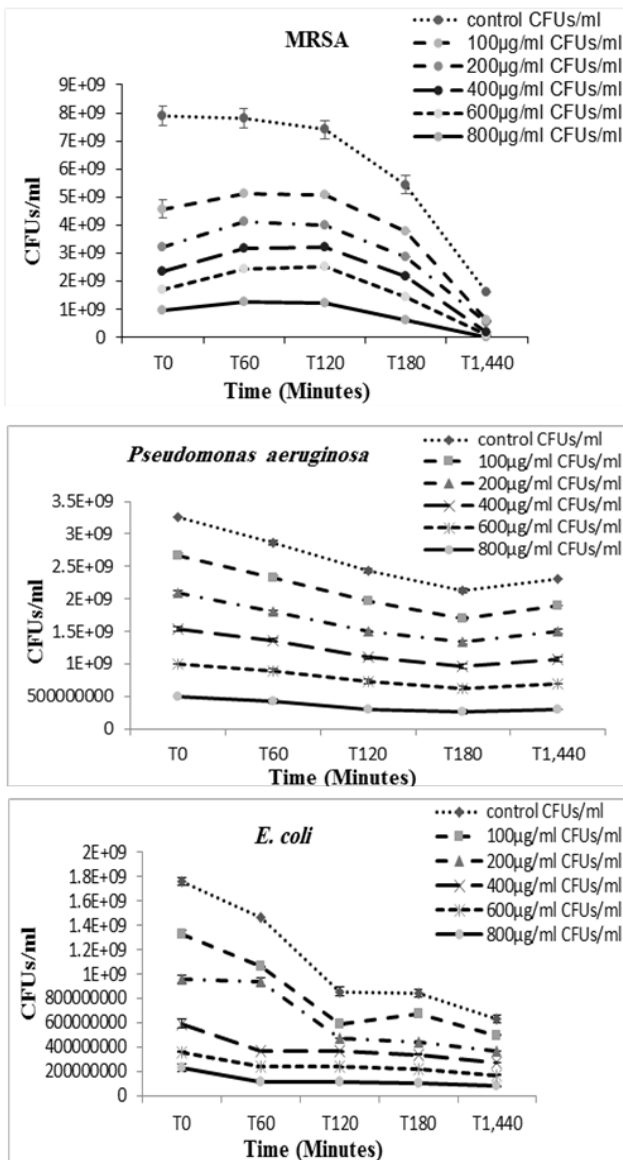 MRSA
control CFUs/ml
100µg/ml CFUs/ml
200µg/ml CFUs/ml
400µg/ml CFUs/ml
600µg/ml CFUs/ml
800µg/ml CFUs/ml
CFUs/ml
9E+09
8E+09
7E+09
6E+09
5E+09
4E+09
3E+09
2E+09
1E+09
0
T0 T60 T120 T180 T1,440
Time (Minutes)
Pseudomonas aeruginosa
control CFUs/ml
100µg/ml CFUs/ml
200µg/ml CFUs/ml
400µg/ml CFUs/ml
600µg/ml CFUs/ml
800µg/ml CFUs/ml
CFUs/ml
3.5E+09
3E+09
2.5E+09
2E+09
1.5E+09
1E+09
500000000
0
T0 T60 T120 T180 T1,440
Time (Minutes)
E. coli
control CFUs/ml
100µg/ml CFUs/ml
200µg/ml CFUs/ml
400µg/ml CFUs/ml
600µg/ml CFUs/ml
800µg/ml CFUs/ml
CFUs/ml
2E+09
1.8E+09
1.6E+09
1.4E+09
1.2E+09
1E+09
800000000
600000000
400000000
200000000
0
T0 T60 T120 T180 T1,440
Time (Minutes)